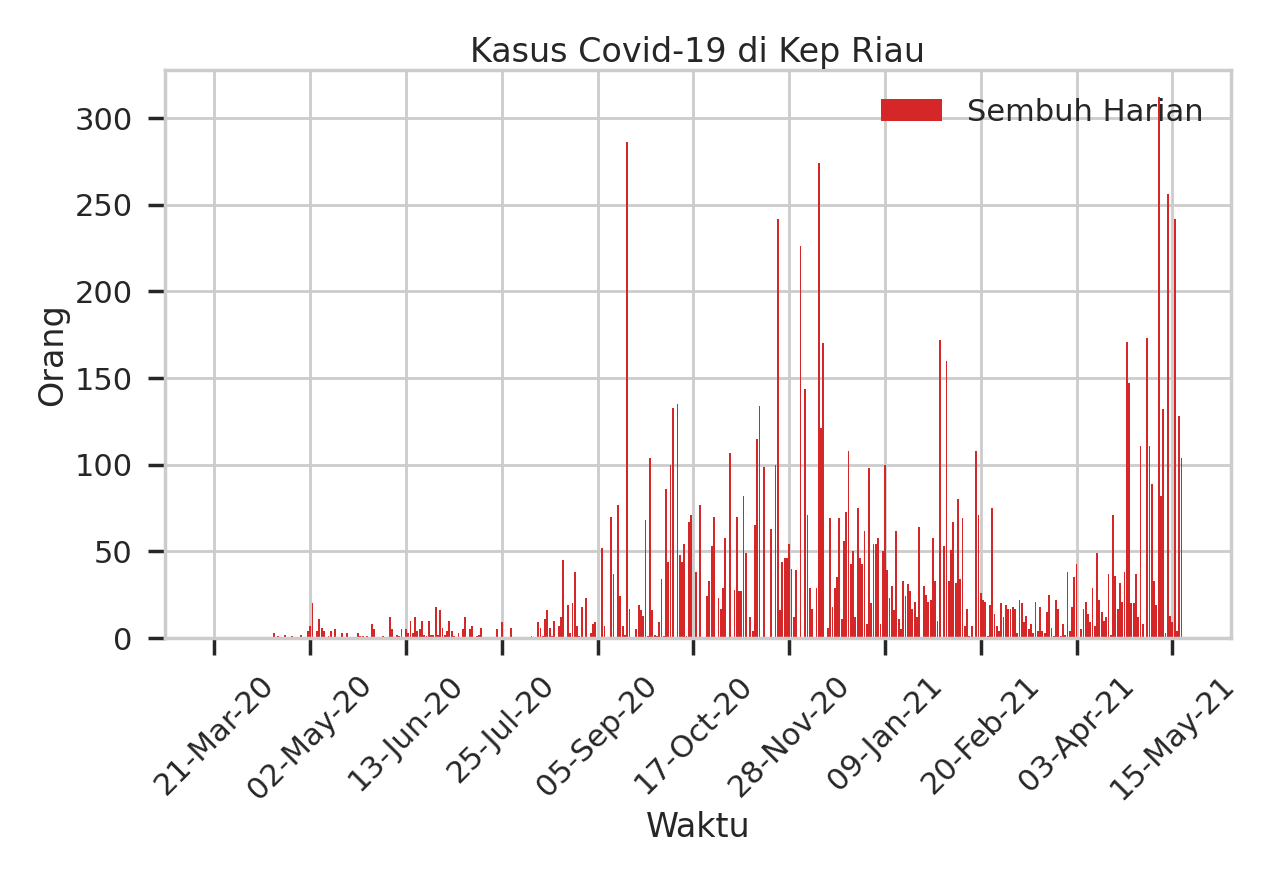 Kasus Covid-19 di Kep Riau
Sembuh Harian
Orang
300
250
200
150
100
50
0
21-Mar-20
02-May-20
13-Jun-20
25-Jul-20
05-Sep-20
17-Oct-20
28-Nov-20
09-Jan-21
20-Feb-21
03-Apr-21
15-May-21
Waktu